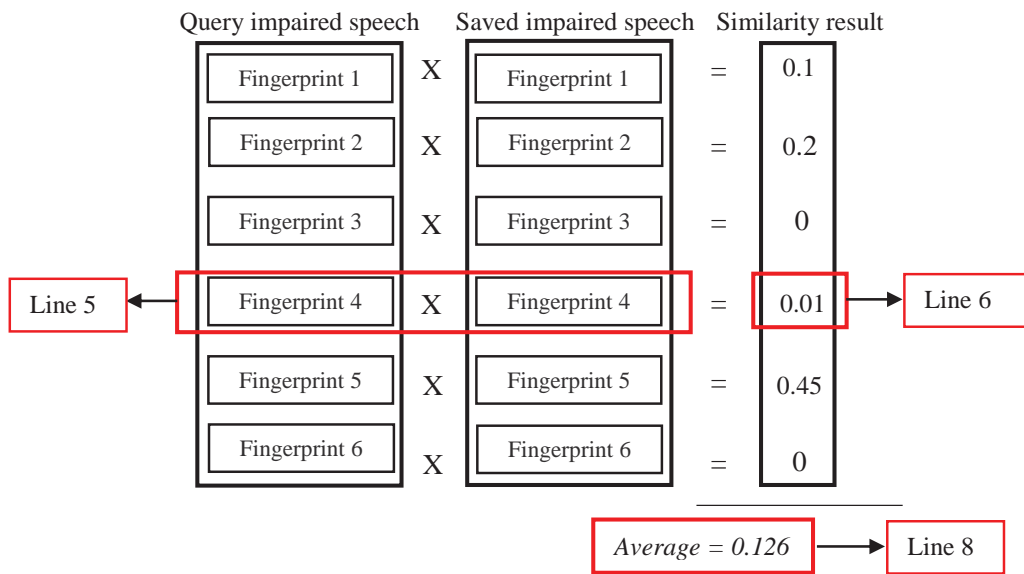 Query impaired speech Saved impaired speech Similarity result
Fingerprint 1 X Fingerprint 1 = 0.1
Fingerprint 2 X Fingerprint 2 = 0.2
Fingerprint 3 X Fingerprint 3 = 0
Line 5 Fingerprint 4 X Fingerprint 4 = 0.01 Line 6
Fingerprint 5 X Fingerprint 5 = 0.45
Fingerprint 6 X Fingerprint 6 = 0
Average = 0.126 Line 8